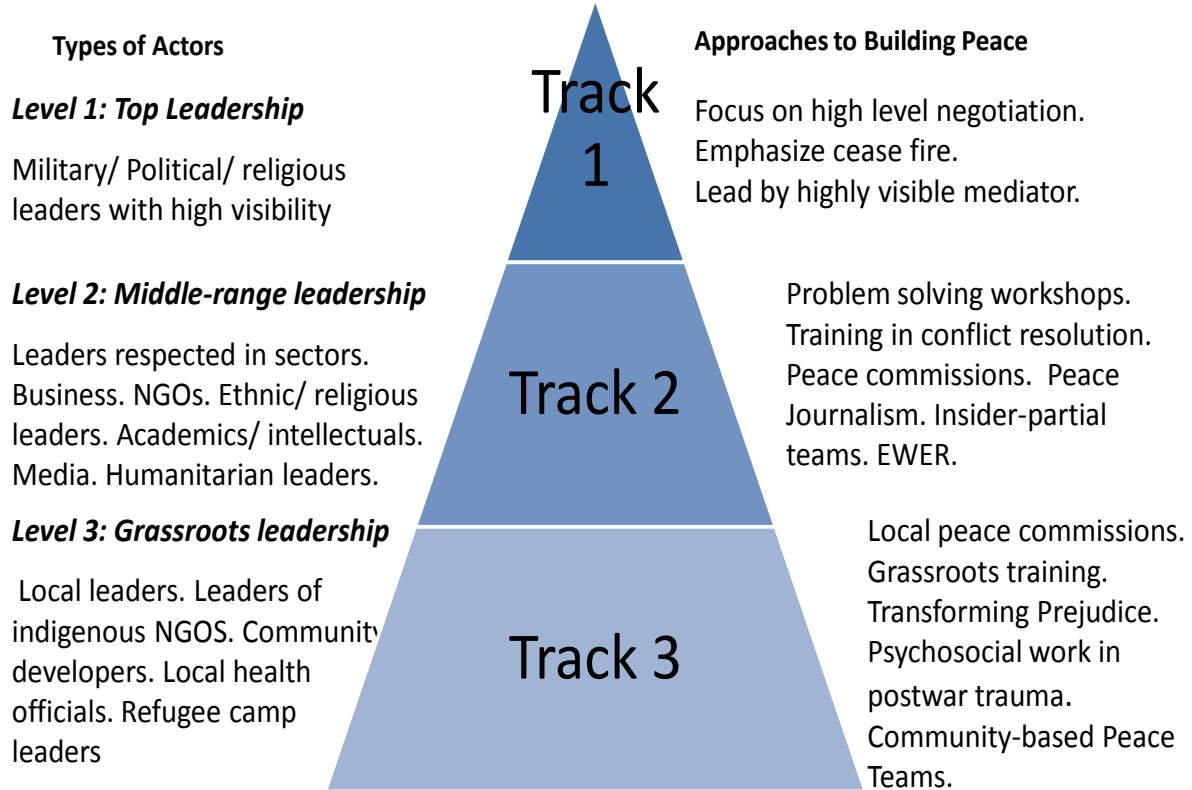 Types of Actors
Level 1: Top Leadership
Military/ Political/ religious
leaders with high visibility
Level 2: Middle-range leadership
Leaders respected in sectors.
Business. NGOs. Ethnic/ religious
leaders. Academics/ intellectuals.
Media. Humanitarian leaders.
Level 3: Grassroots leadership
Local leaders. Leaders of
indigenous NGOS. Community
developers. Local health
officials. Refugee camp
leaders
Track
1
Track 2
Track 3
Approaches to Building Peace
Focus on high level negotiation.
Emphasize cease fire.
Lead by highly visible mediator.
Problem solving workshops.
Training in conflict resolution.
Peace commissions. Peace
Journalism. Insider-partial
teams. EWER.
Local peace commissions.
Grassroots training.
Transforming Prejudice.
Psychosocial work in
postwar trauma.
Community-based Peace
Teams.